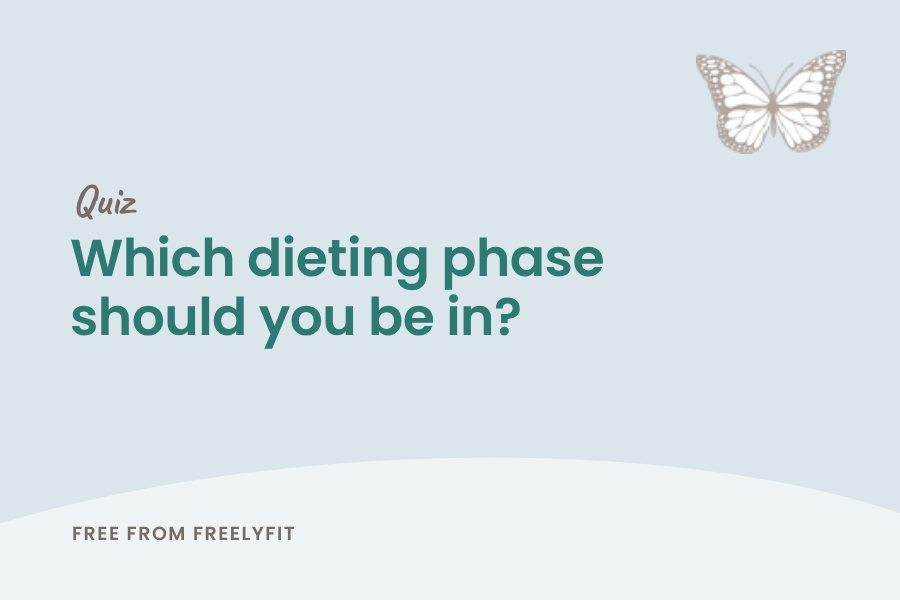 Quiz
Which dieting phase
should you be in?
FREE FROM FREELYFIT